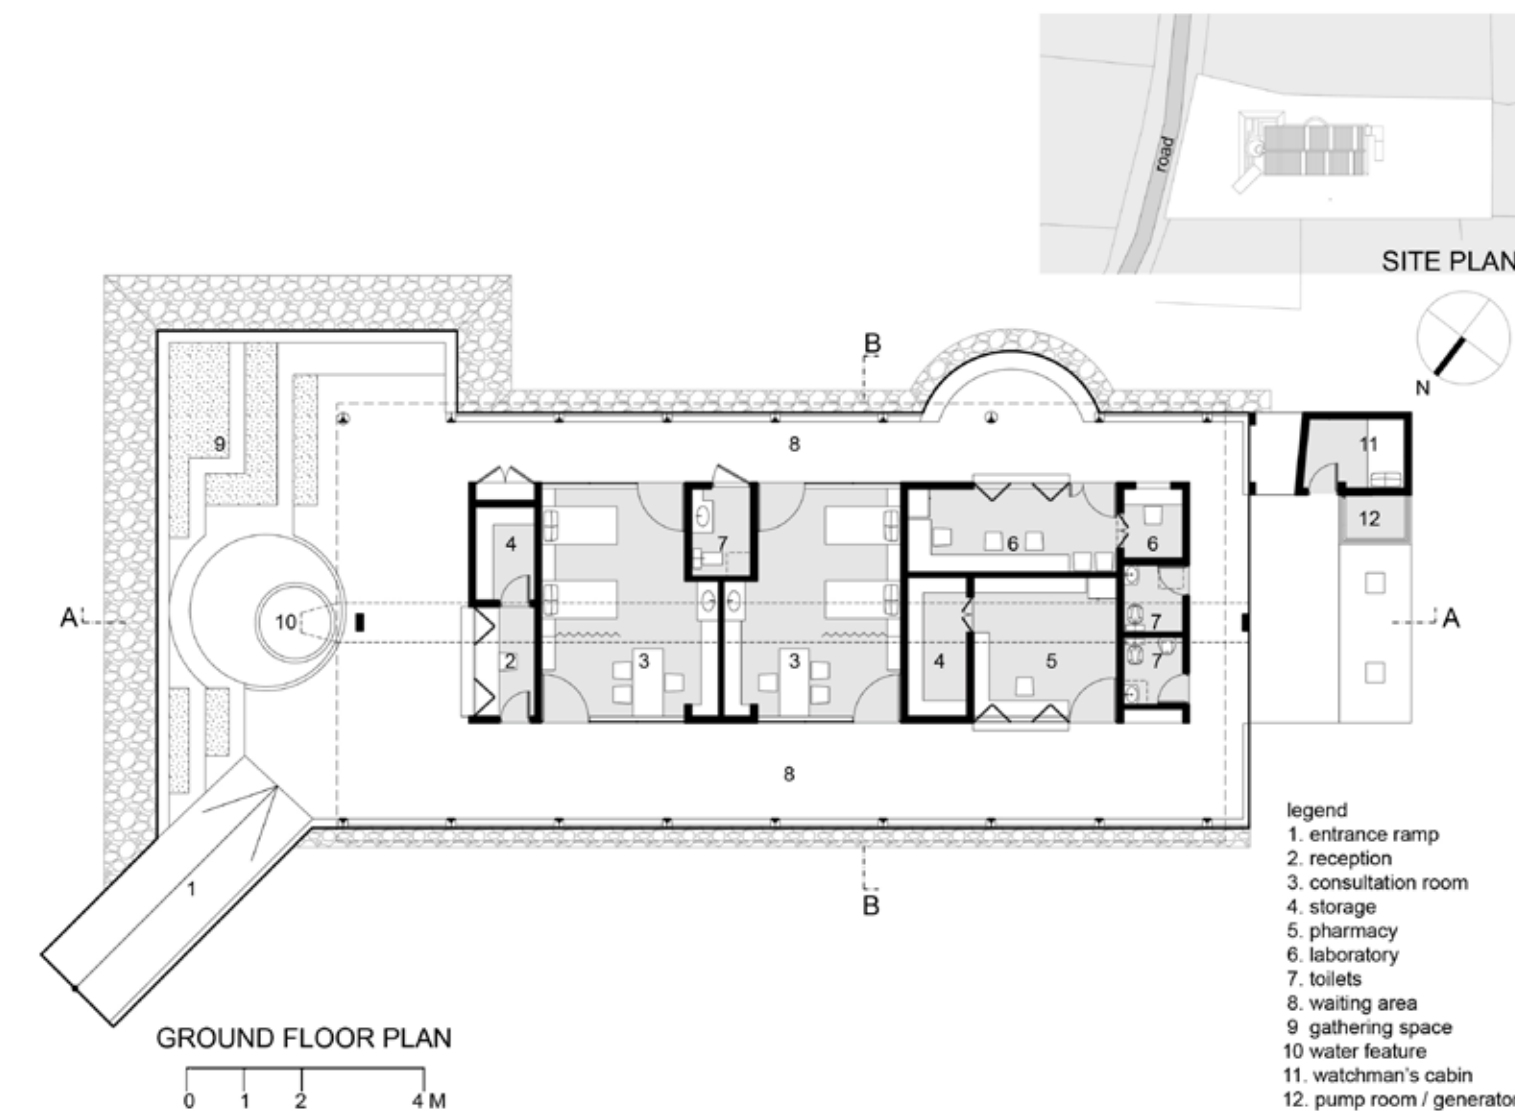 road
SITE PLAN
N
B
9
8
11
12
4
7
6
6
A
10
A
2
3
3
4
5
7
7
8
1
B
legend
1. entrance ramp
2. reception
3. consultation room
4. storage
5. pharmacy
6. laboratory
7. toilets
8. waiting area
9 gathering space
10 water feature
11. watchman's cabin
12. pump room / generator
GROUND FLOOR PLAN
0 1 2 4 M